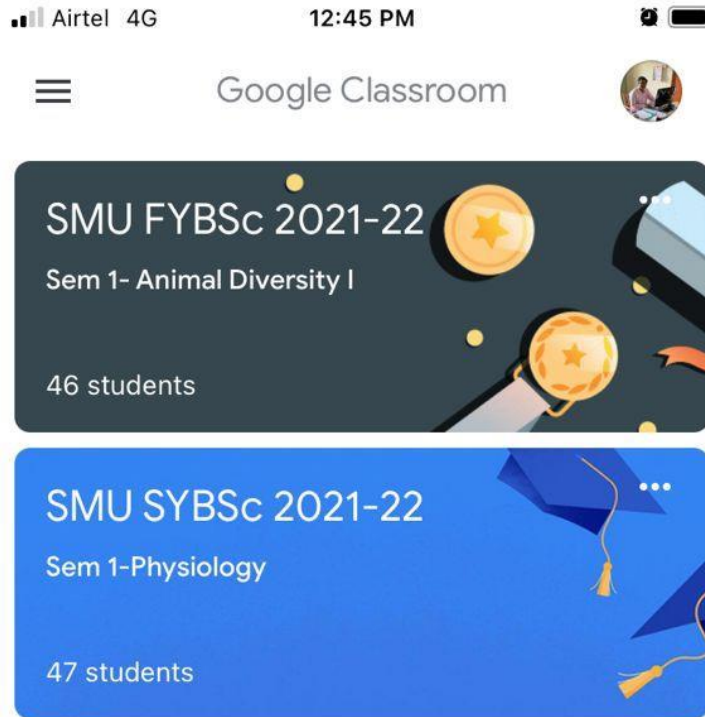 Airtel 4G 12:45 PM
Google Classroom
SMU FYBSc 2021-22
Sem 1- Animal Diversity I
46 students
SMU SYBSc 2021-22
Sem 1-Physiology
47 students